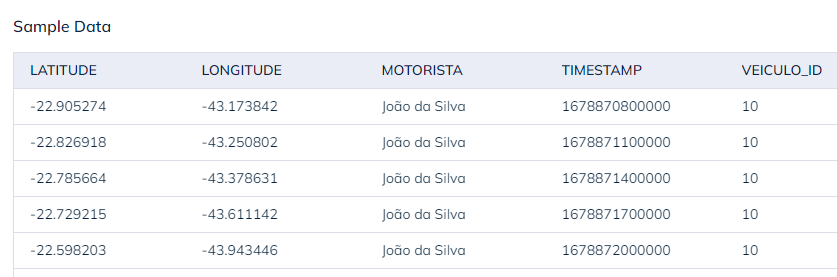 Sample Data
LATITUDE LONGITUDE MOTORISTA TIMESTAMP VEICULO_ID
-22.905274 -43.173842 João da Silva 1678870800000 10
-22.826918 -43.250802 João da Silva 1678871100000 10
-22.785664 -43.378631 João da Silva 1678871400000 10
-22.729215 -43.611142 João da Silva 1678871700000 10
-22.598203 -43.943446 João da Silva 1678872000000 10